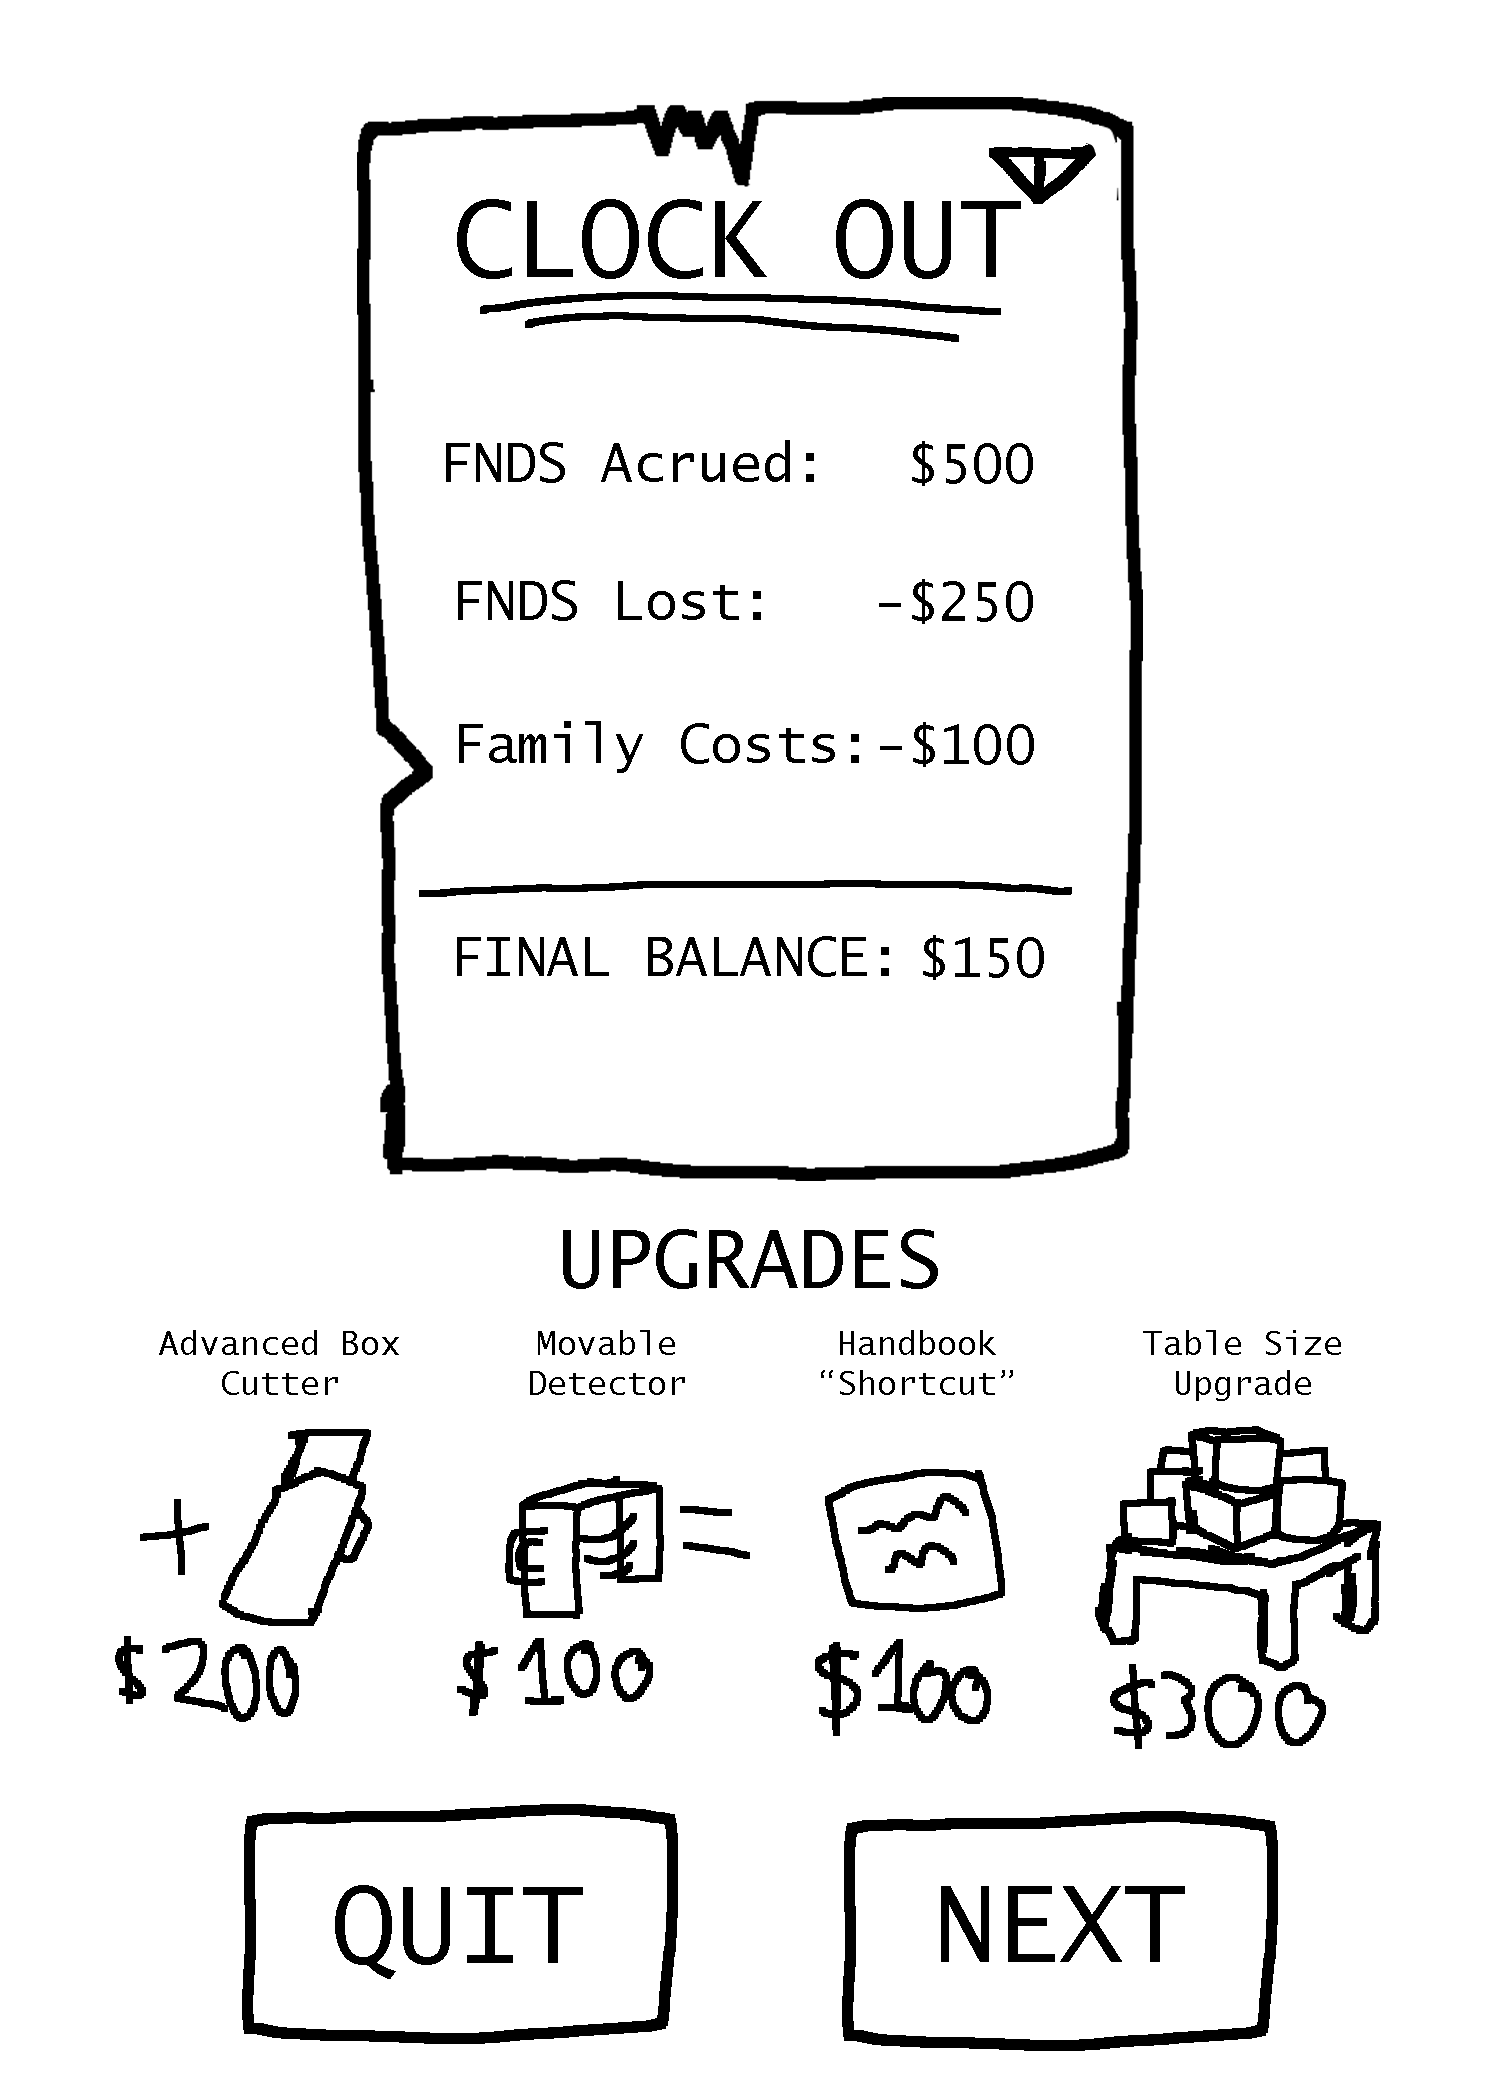 CLOCK OUT
FNDS Acrued: $500
FNDS Lost: -$250
Family Costs: -$100
FINAL BALANCE: $150
UPGRADES
Advanced Box
Cutter
Movable
Detector
Handbook
“Shortcut”
Table Size
Upgrade
$200
$100
$100
$300
QUIT
NEXT